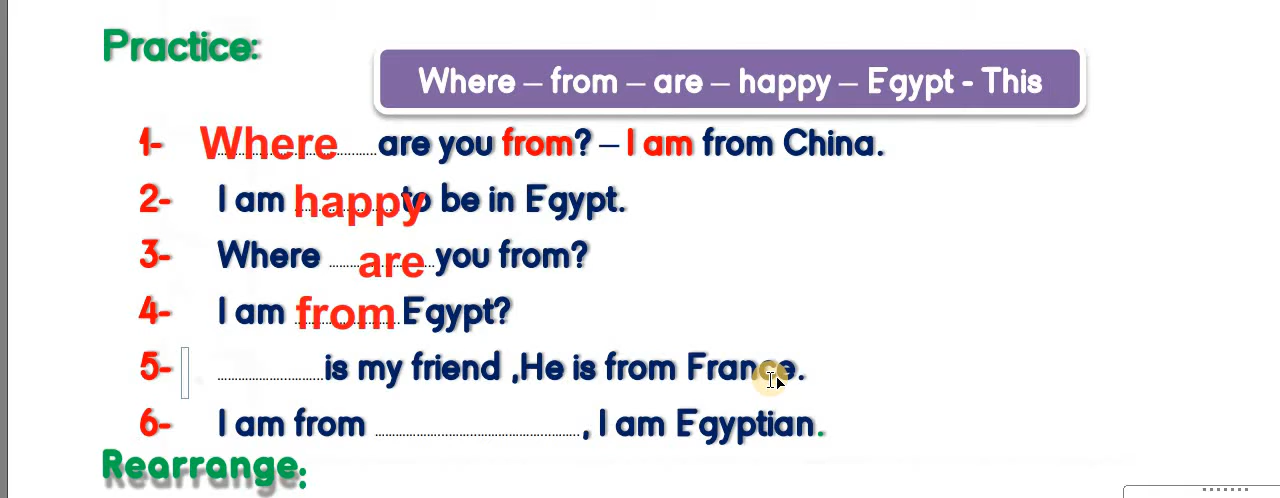 Practice:
Where – from – are – happy – Egypt - This
1- Where are you from? – I am from China.
2- I am happy to be in Egypt.
3- Where are you from?
4- I am from Egypt?
5- ........................is my friend ,He is from France.
6- I am from ................................................, I am Egyptian.
Rearrange: